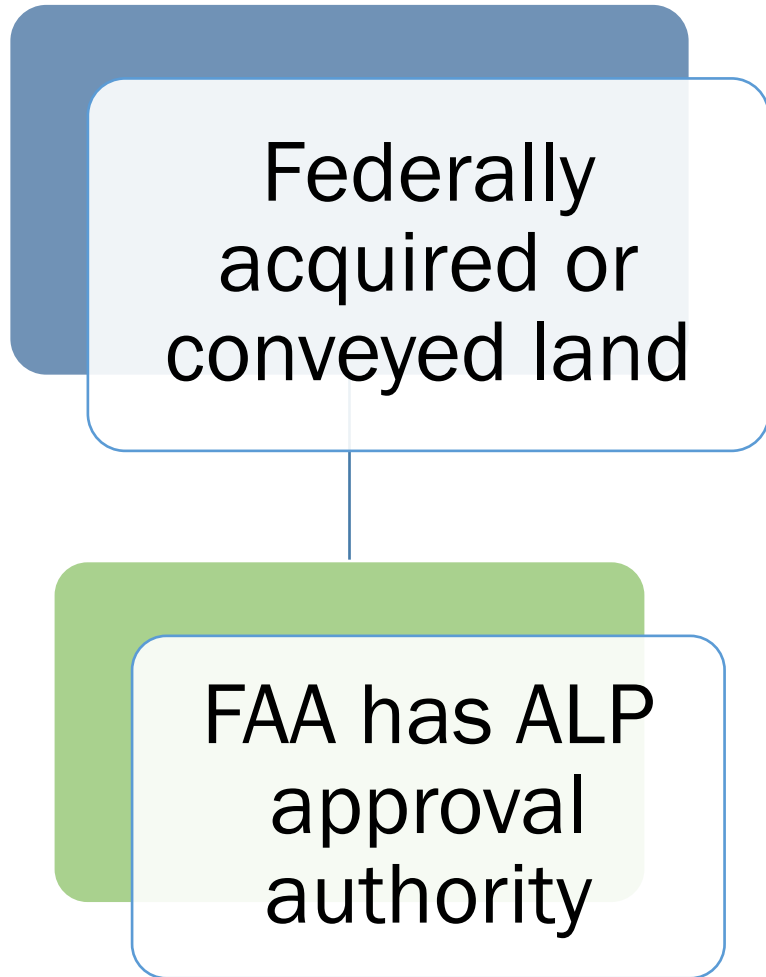 Federally
acquired or
conveyed land
FAA has ALP
approval
authority